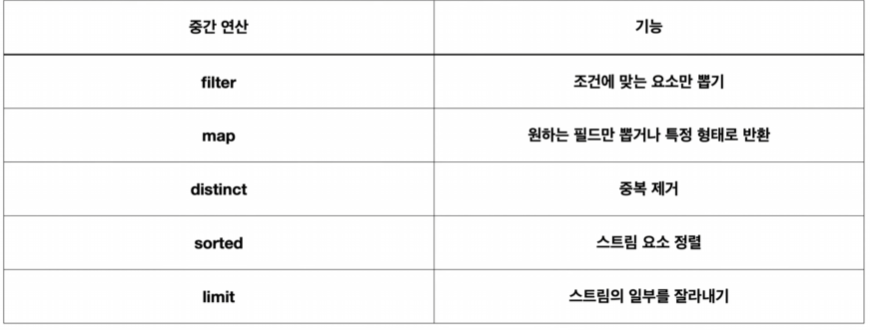 중간 연산 기능
filter 조건에 맞는 요소만 뽑기
map 원하는 필드만 뽑거나 특정 형태로 반환
distinct 중복 제거
sorted 스트림 요소 정렬
limit 스트림의 일부를 잘라내기